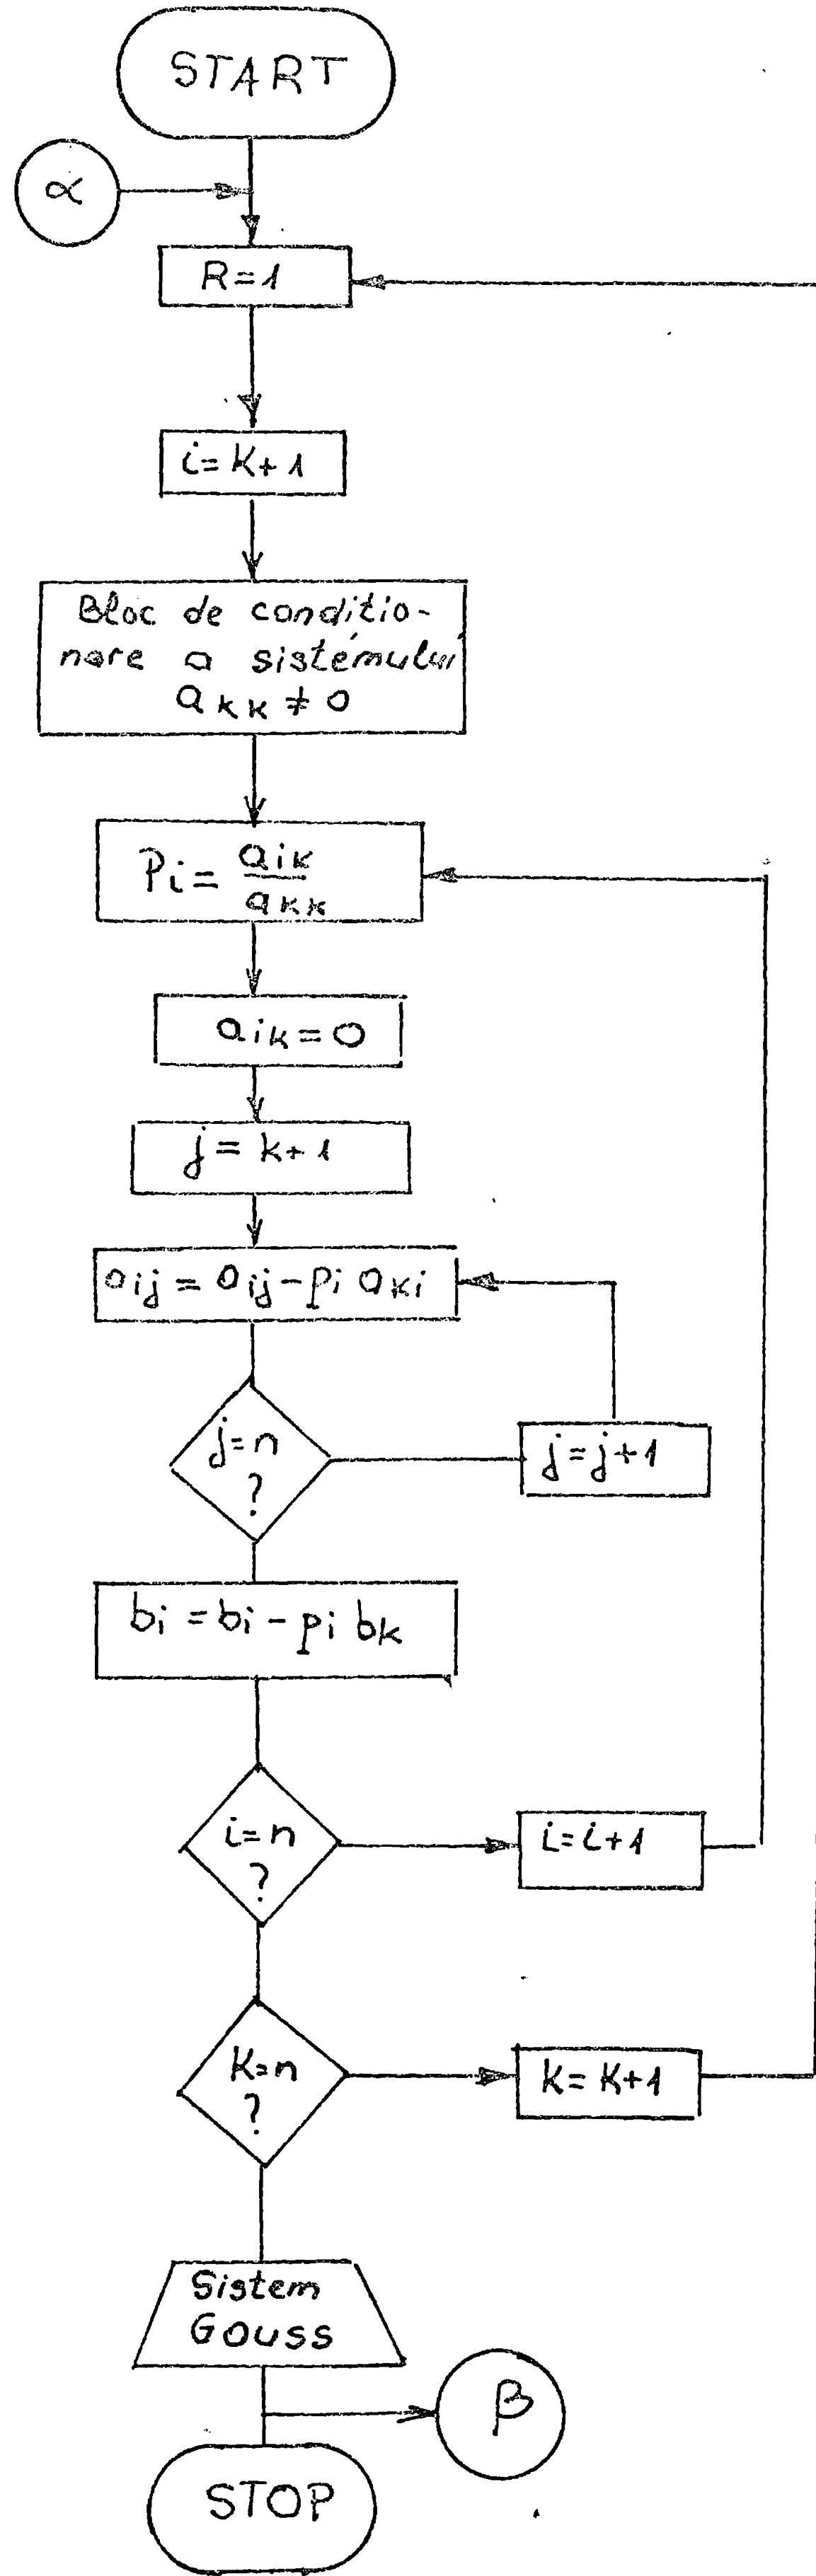 START
α
R=1
i=K+1
Bloc de conditio-
nare a sistemului
aKK ≠ 0
Pi = aiK
aKK
aiK = 0
j = k+1
aij = aij - pi aKi
j=n
?
j=j+1
bi = bi - pi bK
i=n
?
i=i+1
K=n
?
K=K+1
Sistem
Gouss
β
STOP